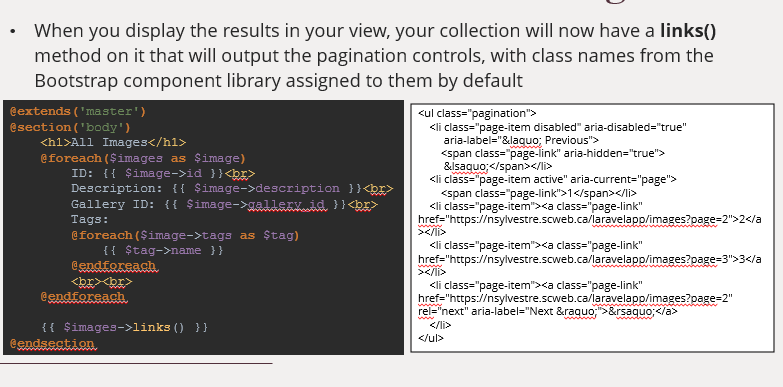 • When you display the results in your view, your collection will now have a links()
method on it that will output the pagination controls, with class names from the
Bootstrap component library assigned to them by default
@extends('master')
@section('body')
<h1>All Images</h1>
@foreach($images as $image)
ID: {{ $image->id }}<br>
Description: {{ $image->description }}<br>
Gallery ID: {{ $image->gallery_id }}<br>
Tags:
@foreach($image->tags as $tag)
{{ $tag->name }}
@endforeach
<br><br>
@endforeach
{{ $images->links() }}
@endsection
<ul class="pagination">
<li class="page-item disabled" aria-disabled="true"
aria-label="&laquo; Previous">
<span class="page-link" aria-hidden="true">
&lsaquo;</span></li>
<li class="page-item active" aria-current="page">
<span class="page-link">1</span></li>
<li class="page-item"><a class="page-link"
href="https://nsylvestre.scweb.ca/laravelapp/images?page=2">2</a
></li>
<li class="page-item"><a class="page-link"
href="https://nsylvestre.scweb.ca/laravelapp/images?page=3">3</a
></li>
<li class="page-item"><a class="page-link"
href="https://nsylvestre.scweb.ca/laravelapp/images?page=2"
rel="next" aria-label="Next &raquo;">&rsaquo;</a>
</li>
</ul>